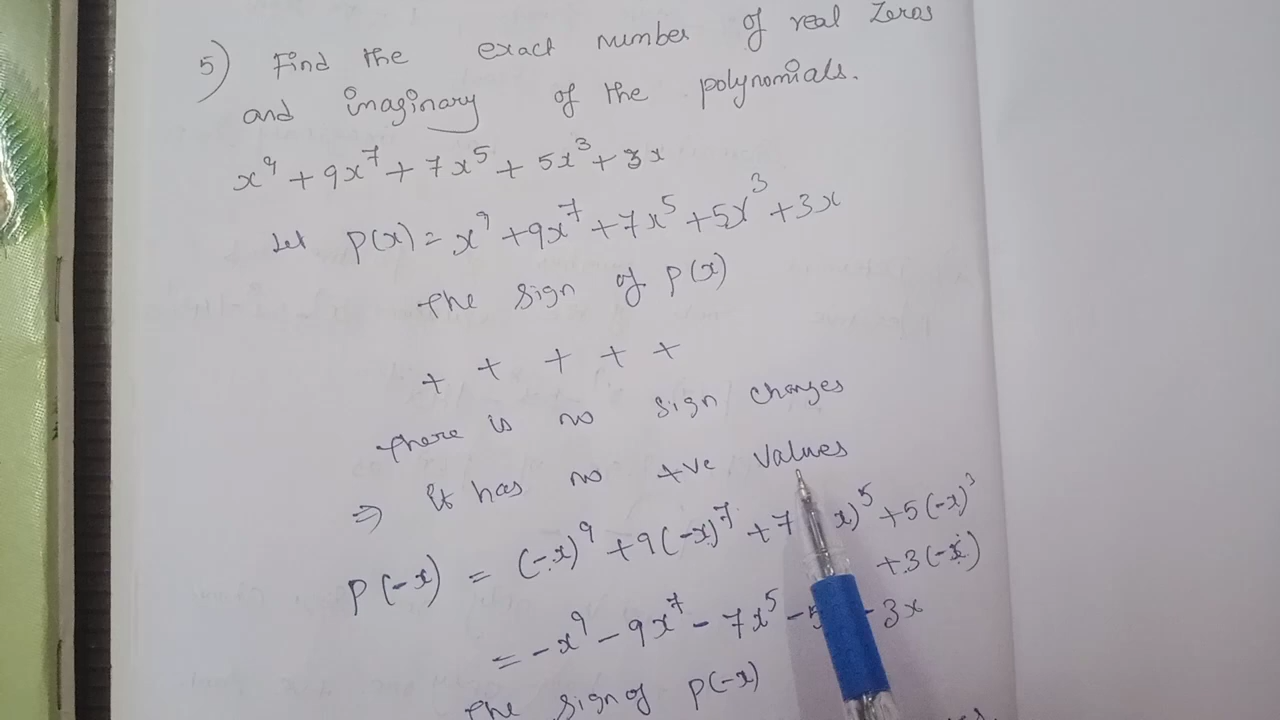 5) Find the exact number of real zeros
and imaginary of the polynomials.
x⁹ + 9x⁷ + 7x⁵ + 5x³ + 3x
Let P(x) = x⁹ + 9x⁷ + 7x⁵ + 5x³ + 3x
The sign of P(x)
+ + + + +
There is no sign changes
⇒ it has no +ve values
P(-x) = (-x)⁹ + 9(-x)⁷ + 7 x)⁵ + 5(-x)³
+ 3(-x)
= -x⁹ - 9x⁷ - 7x⁵ - 5 - 3x
The sign of P(-x)